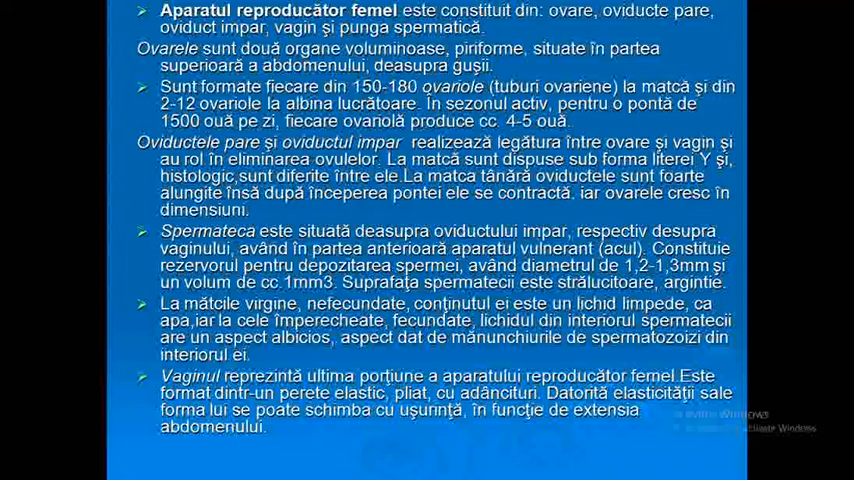 Aparatul reproducător femel este constituit din: ovare, oviducte pare,
oviduct impar, vagin şi punga spermatică.
Ovarele sunt două organe voluminoase, piriforme, situate în partea
superioară a abdomenului, deasupra guşii.
Sunt formate fiecare din 150-180 ovariole (tuburi ovariene) la matcă şi din
2-12 ovariole la albina lucrătoare. În sezonul activ, pentru o pontă de
1500 ouă pe zi, fiecare ovariolă produce cc. 4-5 ouă.
Oviductele pare şi oviductul impar realizează legătura între ovare şi vagin şi
au rol în eliminarea ovulelor. La matcă sunt dispuse sub forma literei Y şi,
histologic,sunt diferite între ele.La matca tânără oviductele sunt foarte
alungite însă după începerea pontei ele se contractă, iar ovarele cresc în
dimensiuni.
Spermateca este situată deasupra oviductului impar, respectiv desupra
vaginului, având în partea anterioară aparatul vulnerant (acul). Constituie
rezervorul pentru depozitarea spermei, având diametrul de 1,2-1,3mm şi
un volum de cc.1mm3. Suprafaţa spermatecii este strălucitoare, argintie.
La mătcile virgine, nefecundate, conţinutul ei este un lichid limpede, ca
apa,iar la cele împerecheate, fecundate, lichidul din interiorul spermatecii
are un aspect albicios, aspect dat de mănunchiurile de spermatozoizi din
interiorul ei.
Vaginul reprezintă ultima porţiune a aparatului reproducător femel.Este
format dintr-un perete elastic, pliat, cu adâncituri. Datorită elasticităţii sale
forma lui se poate schimba cu uşurinţă, în funcţie de extensia
abdomenului.
Windows
Windows